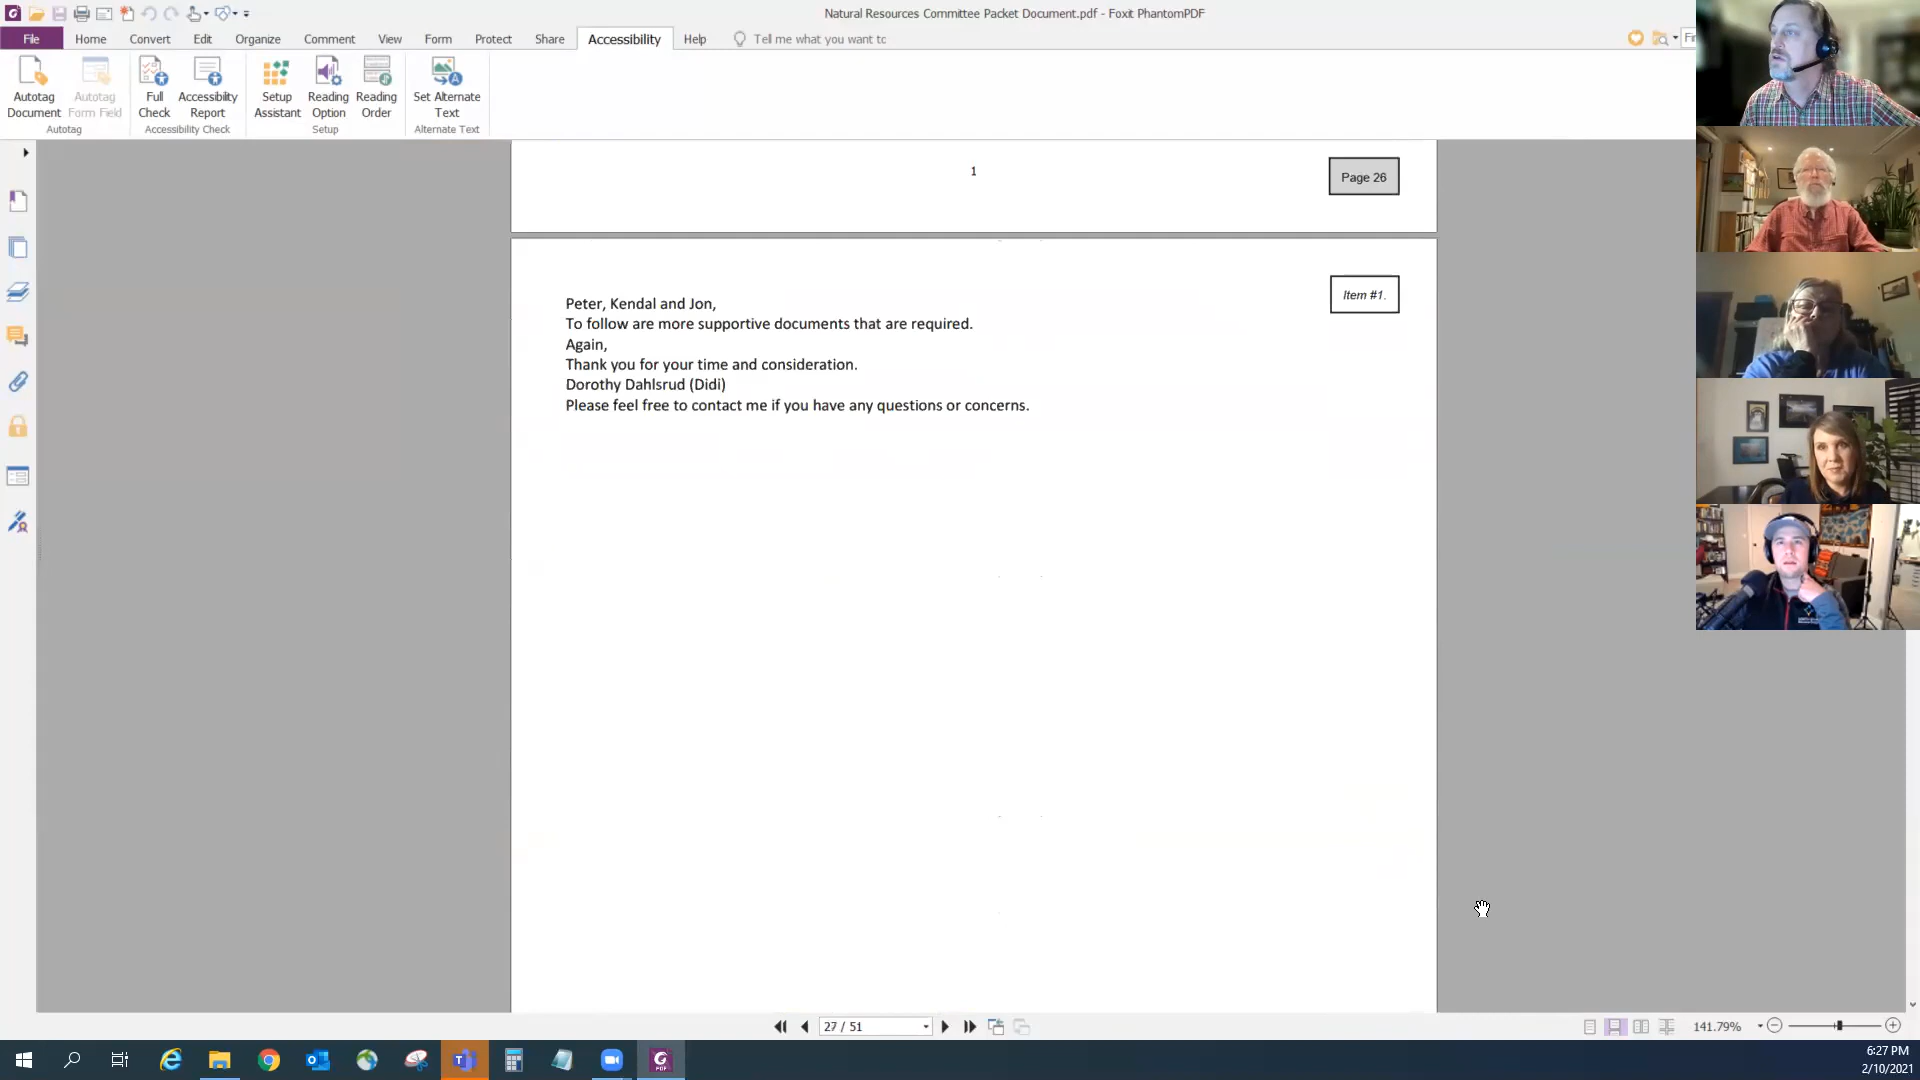 Natural Resources Committee Packet Document.pdf - Foxit PhantomPDF
File Home Convert Edit Organize Comment View Form Protect Share Accessibility Help Tell me what you want to
Autotag Document
Autotag Form Field
Full Check
Accessibility Report
Setup Assistant
Reading Option
Reading Order
Set Alternate Text
Autotag Accessibility Check Setup Alternate Text
1
Page 26
Item #1.
Peter, Kendal and Jon,
To follow are more supportive documents that are required.
Again,
Thank you for your time and consideration.
Dorothy Dahlsrud (Didi)
Please feel free to contact me if you have any questions or concerns.
27 / 51
141.79%
6:27 PM
2/10/2021